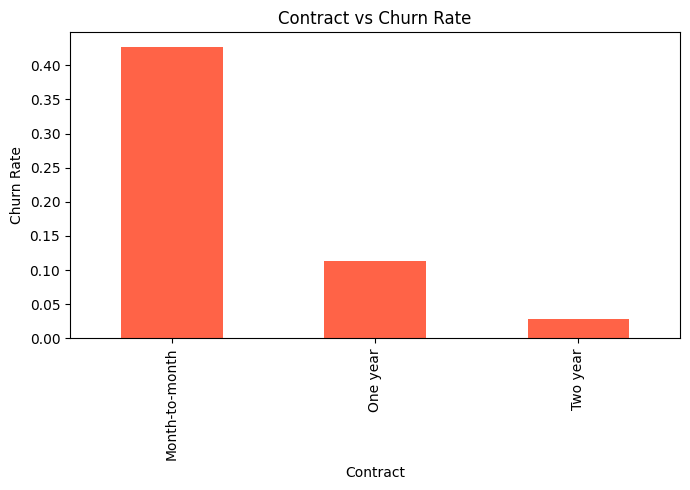 Contract vs Churn Rate
Churn Rate
0.40
0.35
0.30
0.25
0.20
0.15
0.10
0.05
0.00
Month-to-month
One year
Two year
Contract